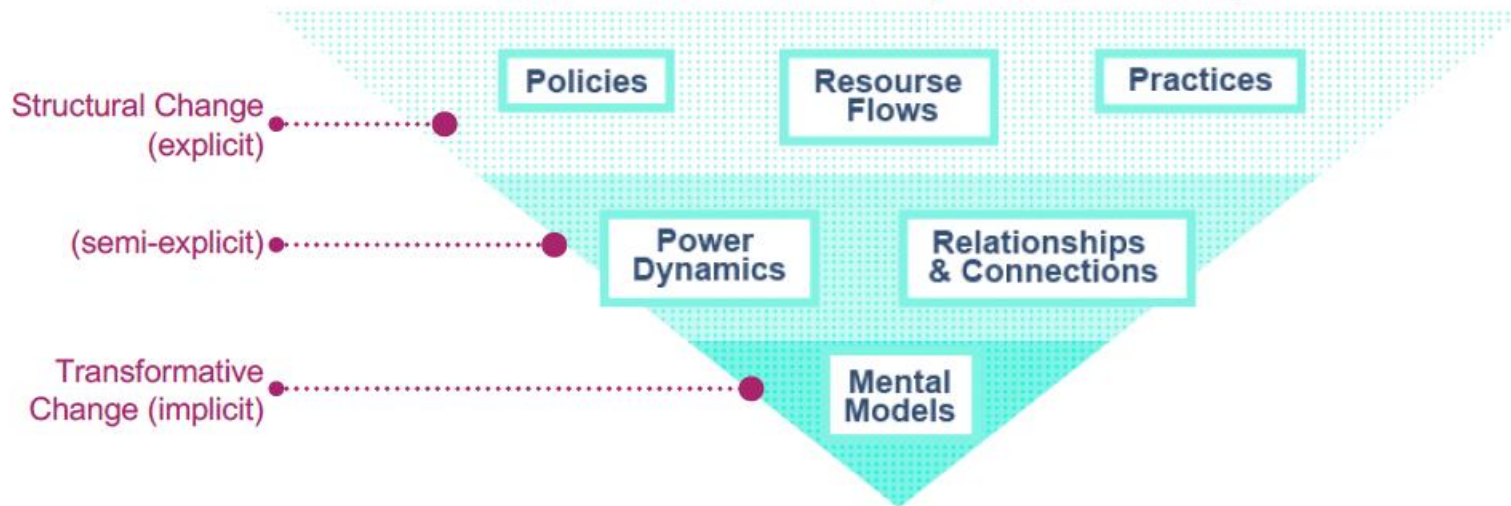 Policies
Resourse
Flows
Practices
Structural Change
(explicit)
Power
Dynamics
Relationships
& Connections
(semi-explicit)
Transformative
Change (implicit)
Mental
Models